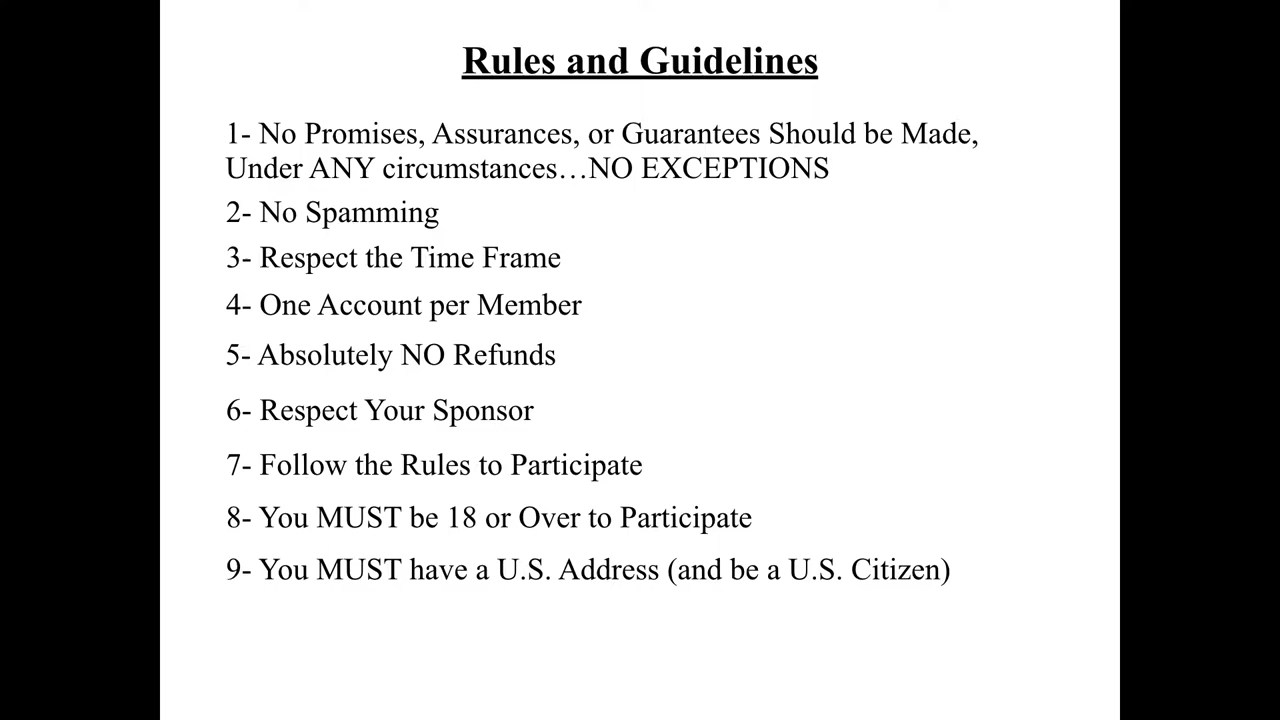 Rules and Guidelines
1- No Promises, Assurances, or Guarantees Should be Made,
Under ANY circumstances…NO EXCEPTIONS
2- No Spamming
3- Respect the Time Frame
4- One Account per Member
5- Absolutely NO Refunds
6- Respect Your Sponsor
7- Follow the Rules to Participate
8- You MUST be 18 or Over to Participate
9- You MUST have a U.S. Address (and be a U.S. Citizen)